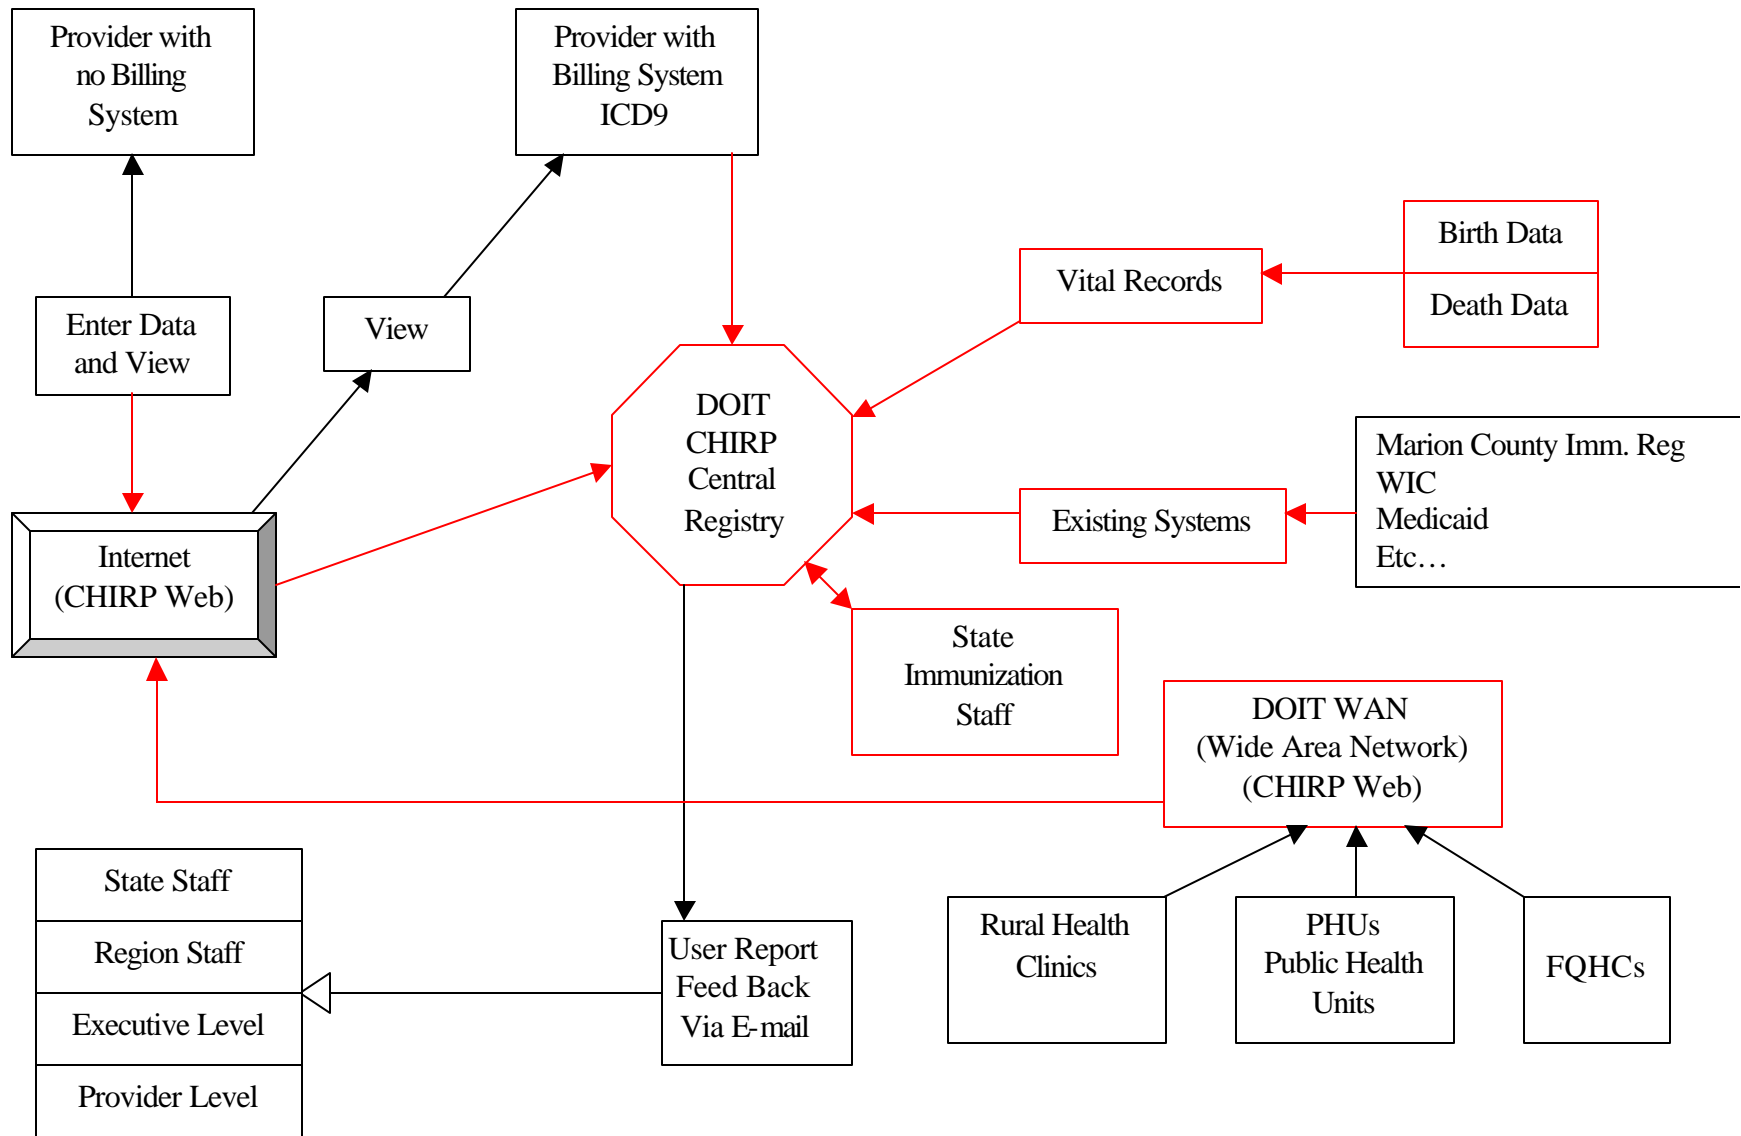 Provider with
no Billing
System
Provider with
Billing System
ICD9
Birth Data
Death Data
Vital Records
Enter Data
and View
View
DOIT
CHIRP
Central
Registry
Marion County Imm. Reg
WIC
Medicaid
Etc…
Existing Systems
Internet
(CHIRP Web)
State
Immunization
Staff
DOIT WAN
(Wide Area Network)
(CHIRP Web)
State Staff
Region Staff
Executive Level
Provider Level
User Report
Feed Back
Via E-mail
Rural Health
Clinics
PHUs
Public Health
Units
FQHCs